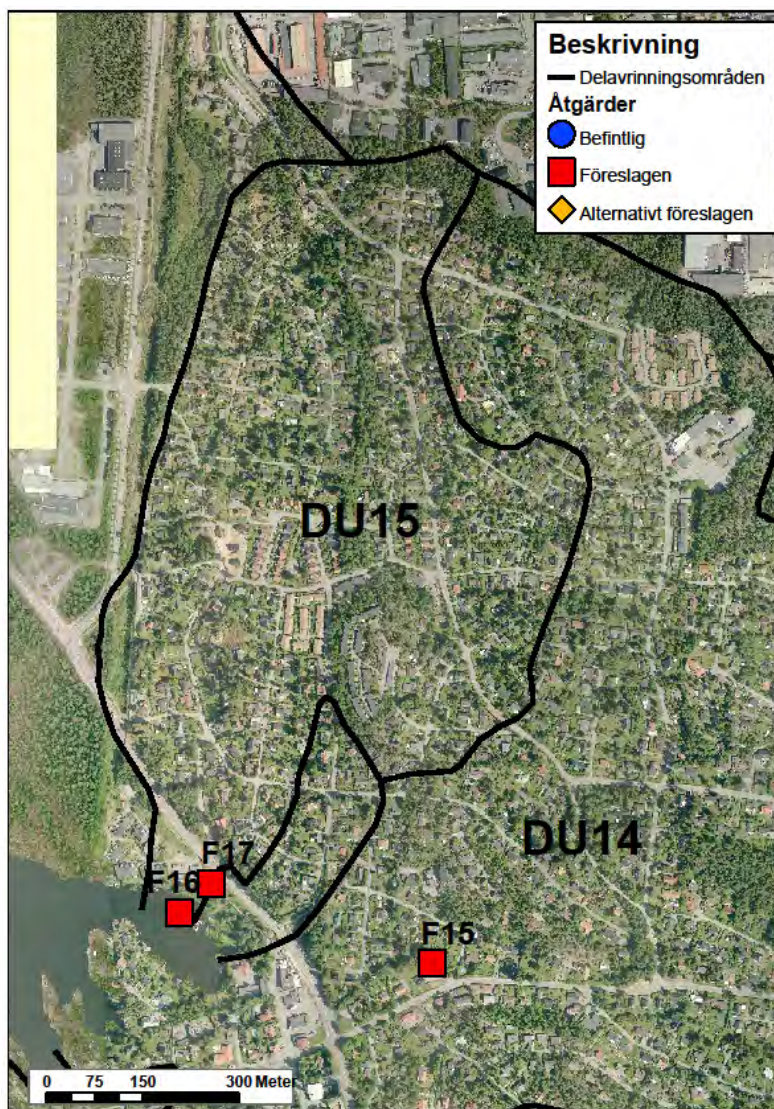 Beskrivning
Delavrinningsområden
Åtgärder
Befintlig
Föreslagen
Alternativt föreslagen
DU15
DU14
F17
F16
F15
0 75 150 300 Meter